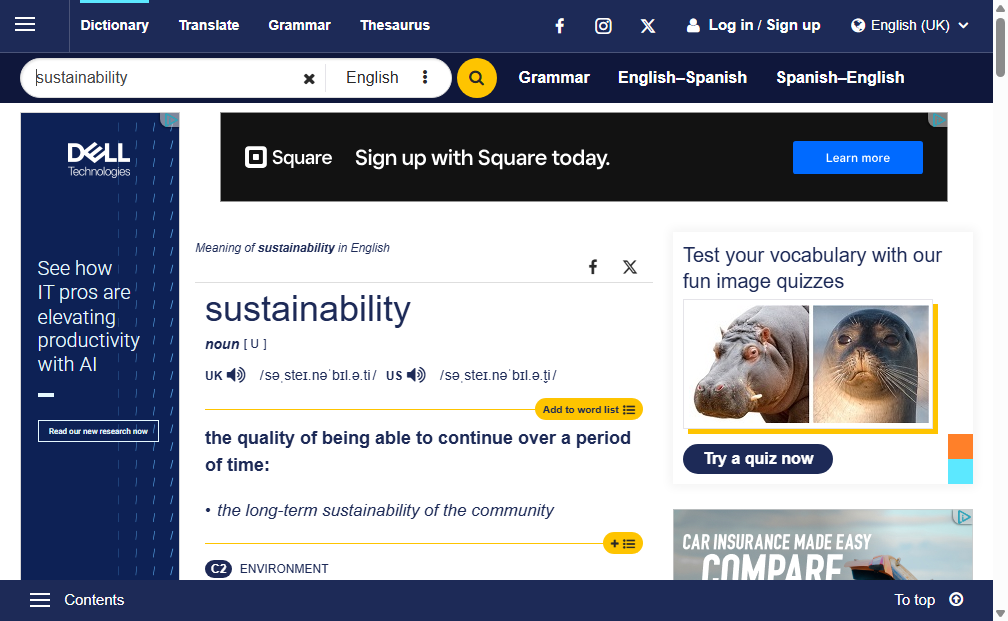 Dictionary Translate Grammar Thesaurus Log in / Sign up English (UK)
sustainability English Grammar English–Spanish Spanish–English
DELL
Technologies
See how
IT pros are
elevating
productivity
with AI
Read our new research now
Square Sign up with Square today. Learn more
Meaning of sustainability in English
sustainability
noun [ U ]
UK /səˌsteɪ.nəˈbɪl.ə.ti/ US /səˌsteɪ.nəˈbɪl.ə.t̬i/
Add to word list
the quality of being able to continue over a period
of time:
• the long-term sustainability of the community
C2 ENVIRONMENT
Test your vocabulary with our
fun image quizzes
Try a quiz now
CAR INSURANCE MADE EASY
COMPARE
Contents To top